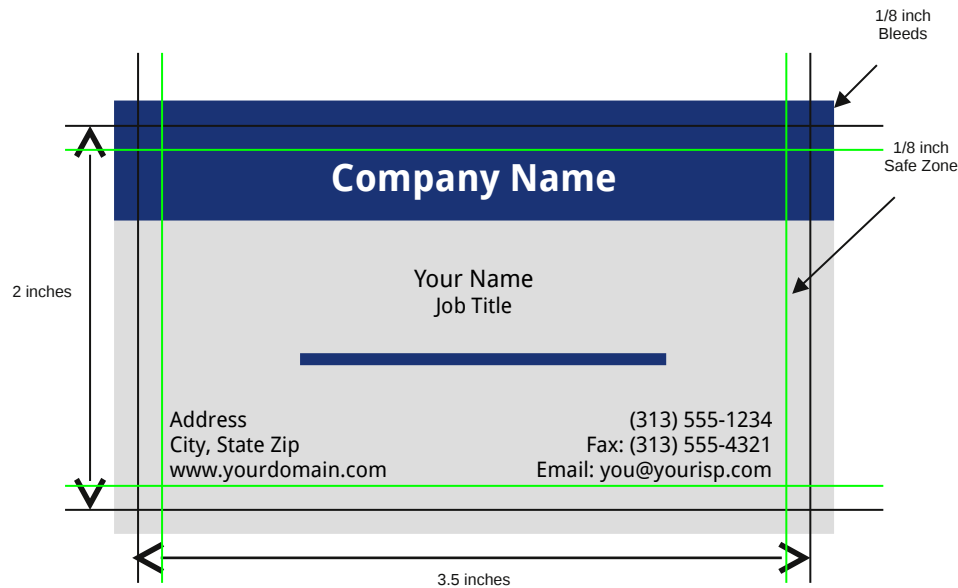 1/8 inch
Bleeds
1/8 inch
Safe Zone
Company Name
2 inches
Your Name
Job Title
Address
City, State Zip
www.yourdomain.com
(313) 555-1234
Fax: (313) 555-4321
Email: you@yourisp.com
3.5 inches